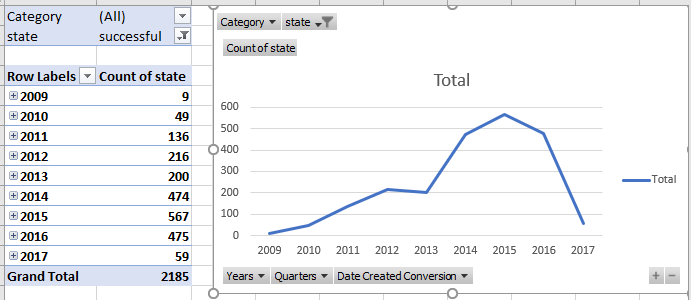 Category (All)
state successful
Row Labels Count of state
2009 9
2010 49
2011 136
2012 216
2013 200
2014 474
2015 567
2016 475
2017 59
Grand Total 2185
Category state
Count of state
Total
600
500
400
300
200
100
0
2009 2010 2011 2012 2013 2014 2015 2016 2017
Total
Years Quarters Date Created Conversion